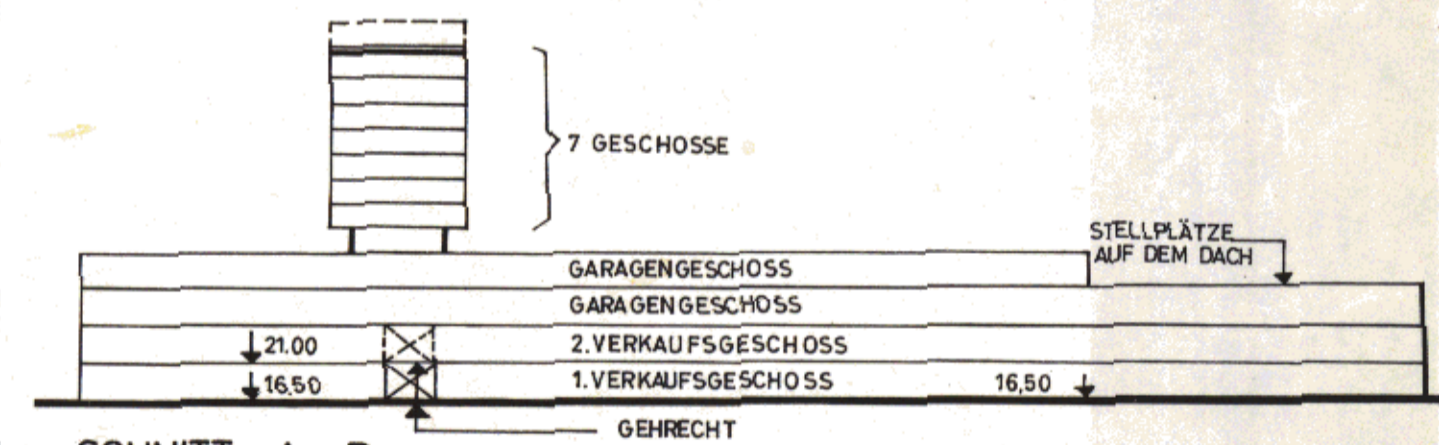 7 GESCHOSSE
STELLPLÄTZE
AUF DEM DACH
GARAGENGESCHOSS
GARAGENGESCHOSS
21.00
2.VERKAUFSGESCHOSS
16.50
1.VERKAUFSGESCHOSS
16,50
GEHRECHT